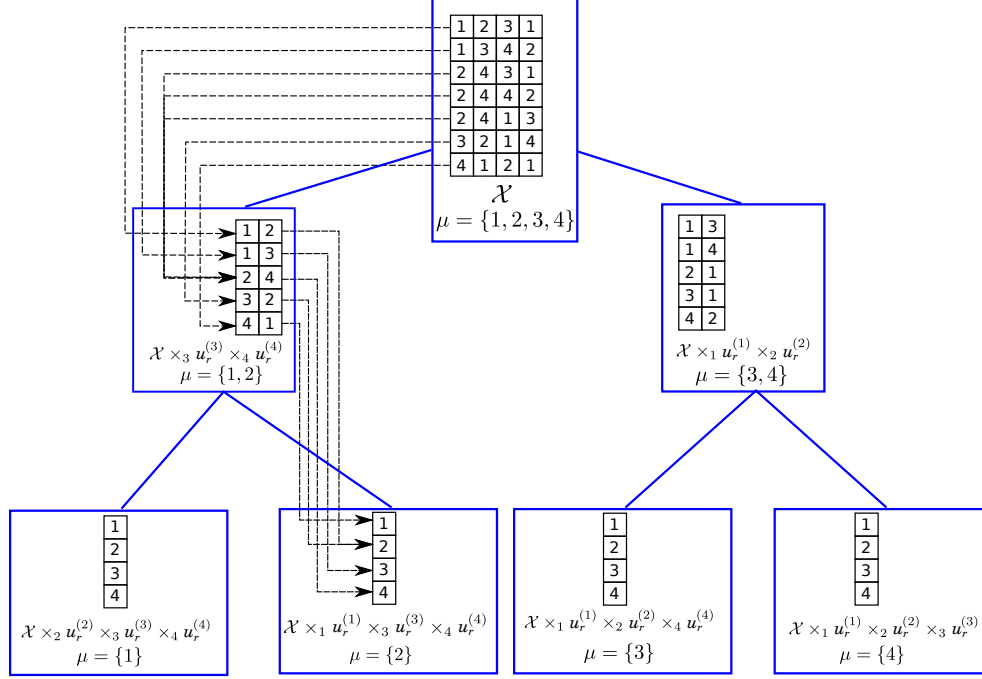 1 2 3 1
1 3 4 2
2 4 3 1
2 4 4 2
2 4 1 3
3 2 1 4
4 1 2 1
𝒳
μ = {1, 2, 3, 4}
1 2
1 3
2 4
3 2
4 1
𝒳 ×₃ u_r^(3) ×₄ u_r^(4)
μ = {1, 2}
1 3
1 4
2 1
3 1
4 2
𝒳 ×₁ u_r^(1) ×₂ u_r^(2)
μ = {3, 4}
1
2
3
4
𝒳 ×₂ u_r^(2) ×₃ u_r^(3) ×₄ u_r^(4)
μ = {1}
1
2
3
4
𝒳 ×₁ u_r^(1) ×₃ u_r^(3) ×₄ u_r^(4)
μ = {2}
1
2
3
4
𝒳 ×₁ u_r^(1) ×₂ u_r^(2) ×₄ u_r^(4)
μ = {3}
1
2
3
4
𝒳 ×₁ u_r^(1) ×₂ u_r^(2) ×₃ u_r^(3)
μ = {4}